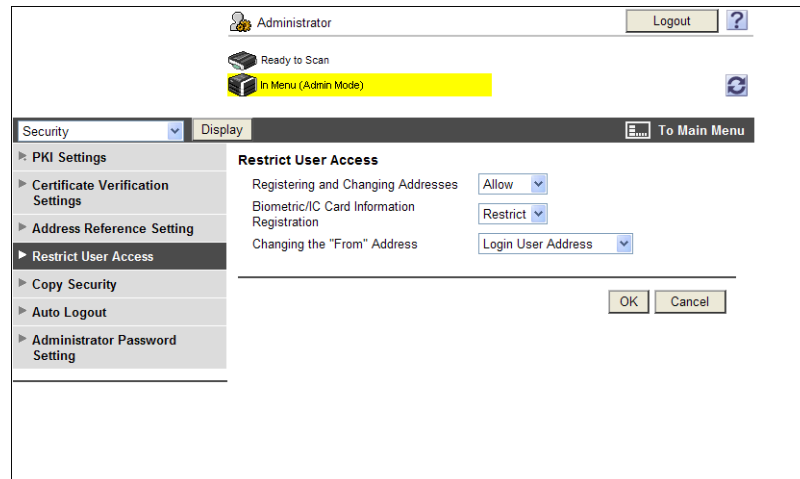 Administrator
Logout
?
Ready to Scan
In Menu (Admin Mode)
Security
Display
To Main Menu
PKI Settings
Certificate Verification
Settings
Address Reference Setting
Restrict User Access
Copy Security
Auto Logout
Administrator Password
Setting
Restrict User Access
Registering and Changing Addresses
Allow
Biometric/IC Card Information
Registration
Restrict
Changing the "From" Address
Login User Address
OK
Cancel